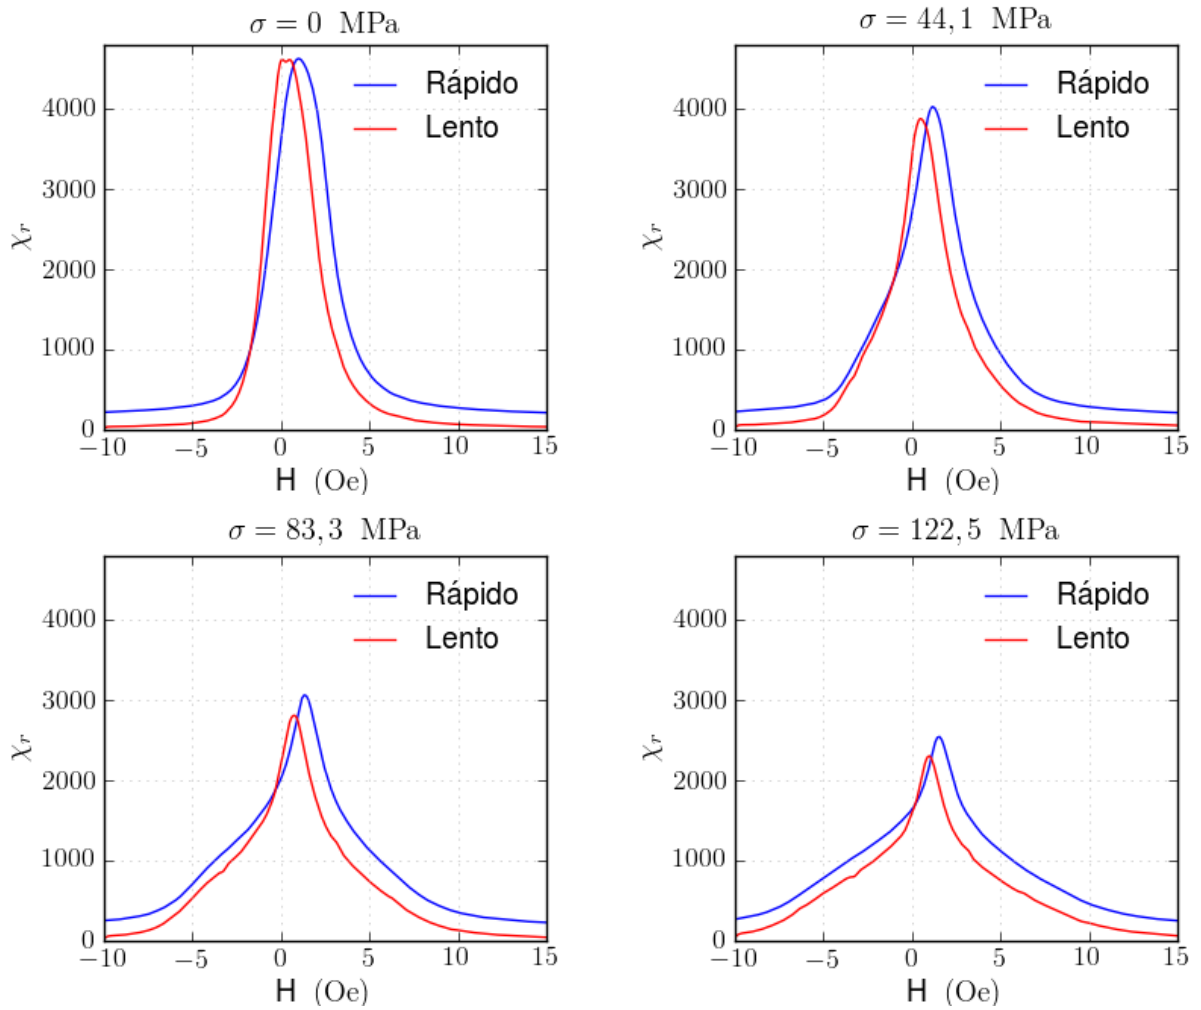 σ = 0 MPa
χr
4000
3000
2000
1000
0
Rápido
Lento
−10 −5 0 5 10 15
H (Oe)
σ = 44, 1 MPa
χr
4000
3000
2000
1000
0
Rápido
Lento
−10 −5 0 5 10 15
H (Oe)
σ = 83, 3 MPa
χr
4000
3000
2000
1000
0
Rápido
Lento
−10 −5 0 5 10 15
H (Oe)
σ = 122, 5 MPa
χr
4000
3000
2000
1000
0
Rápido
Lento
−10 −5 0 5 10 15
H (Oe)